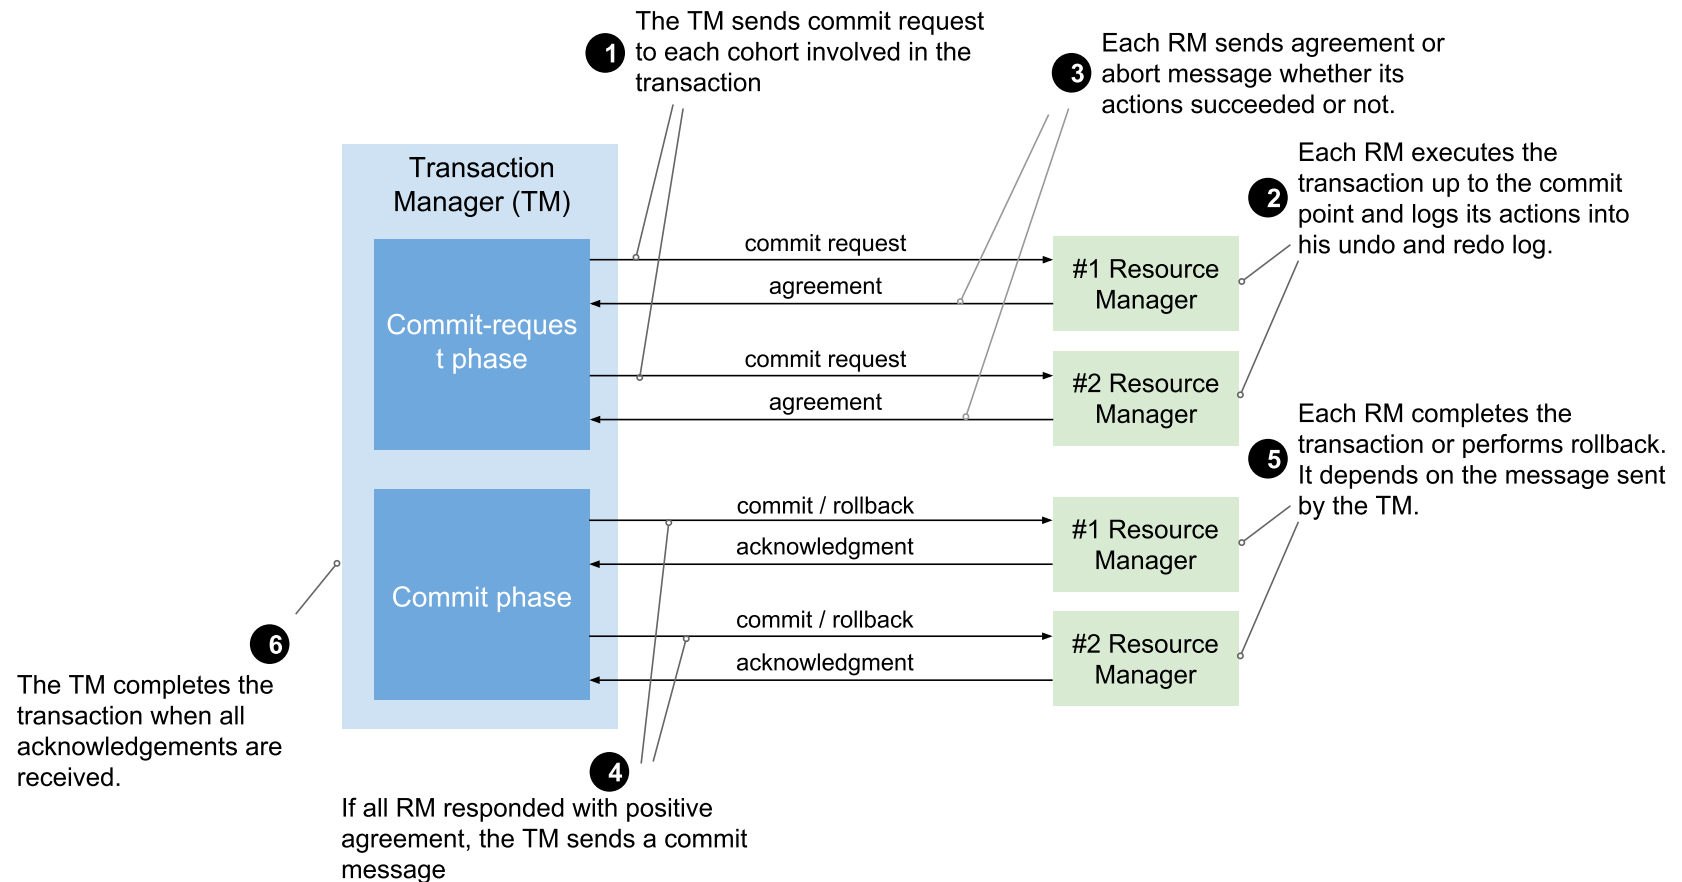 1
The TM sends commit request
to each cohort involved in the
transaction
3
Each RM sends agreement or
abort message whether its
actions succeeded or not.
2
Each RM executes the
transaction up to the commit
point and logs its actions into
his undo and redo log.
Transaction
Manager (TM)
Commit-reques
t phase
commit request
agreement
commit request
agreement
#1 Resource
Manager
#2 Resource
Manager
5
Each RM completes the
transaction or performs rollback.
It depends on the message sent
by the TM.
Commit phase
commit / rollback
acknowledgment
commit / rollback
acknowledgment
#1 Resource
Manager
#2 Resource
Manager
6
The TM completes the
transaction when all
acknowledgements are
received.
4
If all RM responded with positive
agreement, the TM sends a commit
message